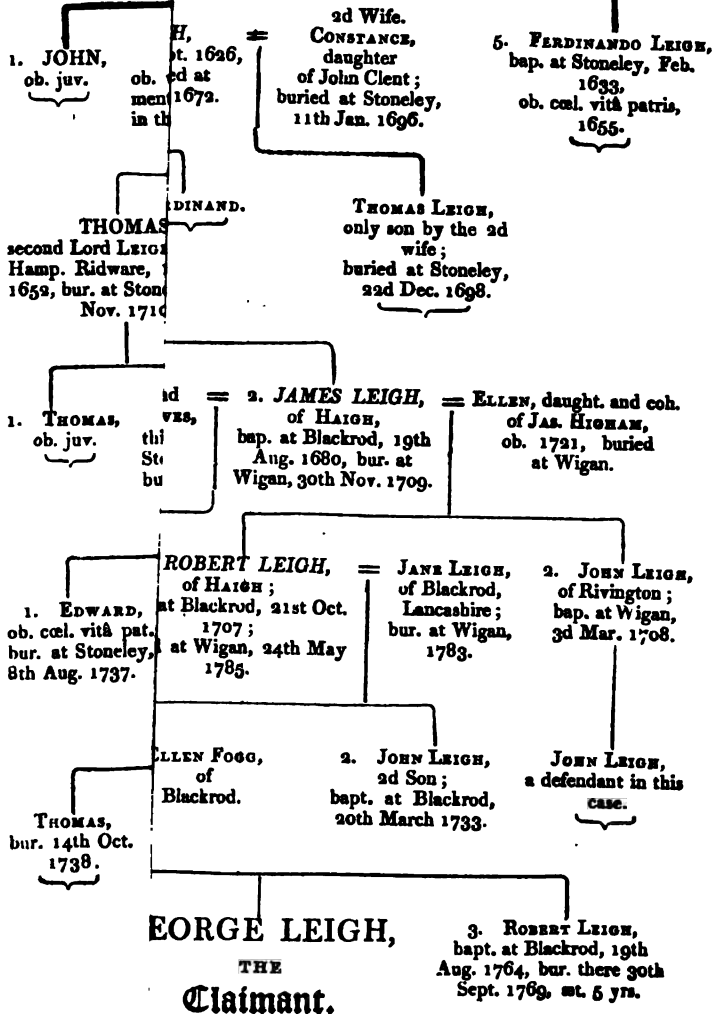 2d Wife.
CONSTANCE,
daughter
of John Clent;
buried at Stoneley,
11th Jan. 1696.
1. JOHN,
ob. juv.
H,
pt. 1626,
ob. ed at
men 1672.
in th
5. FERDINANDO LEIGH,
bap. at Stoneley, Feb.
1633,
ob. cœl. vitâ patris,
1655.
DINAND.
THOMAS
second Lord LEIG
Hamp. Ridware,
1652, bur. at Ston
Nov. 1710
THOMAS LEIGH,
only son by the 2d
wife;
buried at Stoneley,
22d Dec. 1698.
1. THOMAS,
ob. juv.
nd
VES,
thi
St
bu
2. JAMES LEIGH,
of HAIGH,
bap. at Blackrod, 19th
Aug. 1680, bur. at
Wigan, 30th Nov. 1709.
ELLEN, daught. and coh.
of JAS. HIGHAM,
ob. 1721, buried
at Wigan.
1. EDWARD,
ob. cœl. vitâ pat.
bur. at Stoneley,
8th Aug. 1737.
ROBERT LEIGH,
of HAIGH;
at Blackrod, 21st Oct.
1707;
at Wigan, 24th May
1785.
JANE LEIGH,
of Blackrod,
Lancashire;
bur. at Wigan,
1783.
2. JOHN LEIGH,
of Rivington;
bap. at Wigan,
3d Mar. 1708.
THOMAS,
bur. 14th Oct.
1738.
ELLEN FOGG,
of
Blackrod.
2. JOHN LEIGH,
2d Son;
bapt. at Blackrod,
20th March 1733.
JOHN LEIGH,
a defendant in this
case.
EORGE LEIGH,
THE
Claimant.
3. ROBERT LEIGH,
bapt. at Blackrod, 19th
Aug. 1764, bur. there 30th
Sept. 1769, æt. 5 yrs.